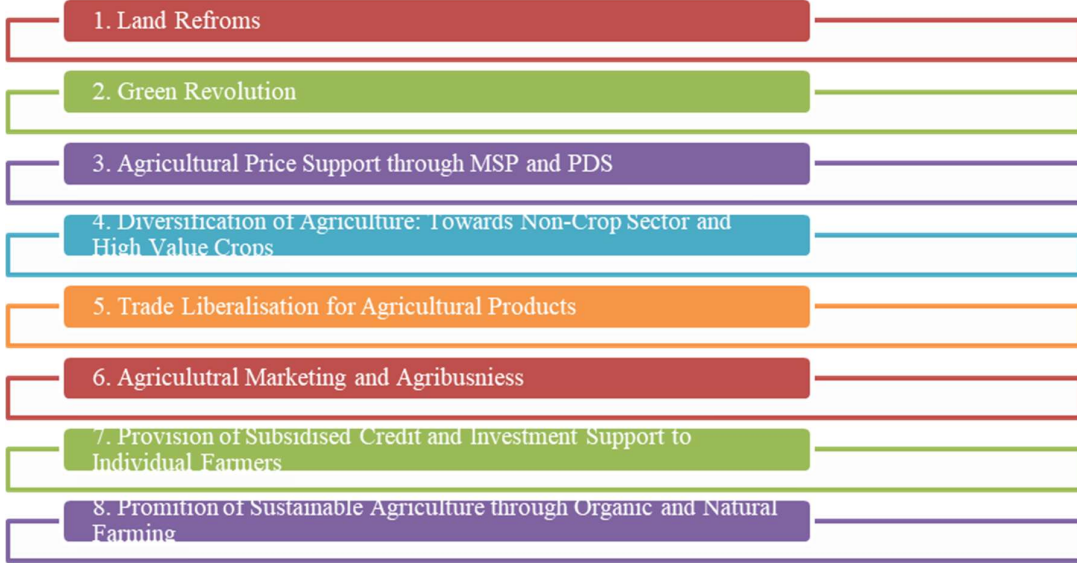 1. Land Refroms
2. Green Revolution
3. Agricultural Price Support through MSP and PDS
4. Diversification of Agriculture: Towards Non-Crop Sector and
High Value Crops
5. Trade Liberalisation for Agricultural Products
6. Agriculutral Marketing and Agribusniess
7. Provision of Subsidised Credit and Investment Support to
Individual Farmers
8. Promition of Sustainable Agriculture through Organic and Natural
Farming